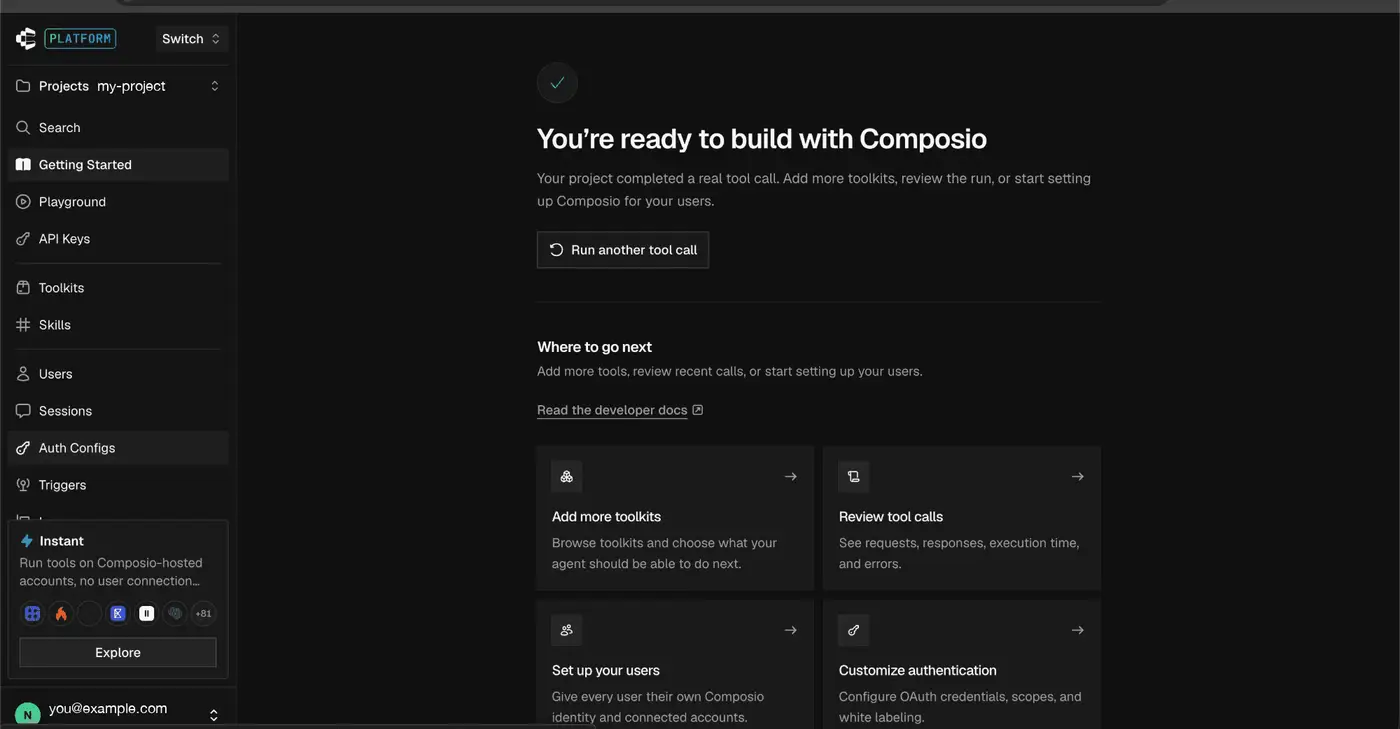 PLATFORM
Switch
Projects my-project
Search
Getting Started
Playground
API Keys
Toolkits
Skills
Users
Sessions
Auth Configs
Triggers
Instant
Run tools on Composio-hosted
accounts, no user connection...
+81
Explore
N
you@example.com
You're ready to build with Composio
Your project completed a real tool call. Add more toolkits, review the run, or start setting
up Composio for your users.
Run another tool call
Where to go next
Add more tools, review recent calls, or start setting up your users.
Read the developer docs
Add more toolkits
Browse toolkits and choose what your
agent should be able to do next.
Review tool calls
See requests, responses, execution time,
and errors.
Set up your users
Give every user their own Composio
identity and connected accounts.
Customize authentication
Configure OAuth credentials, scopes, and
white labeling.